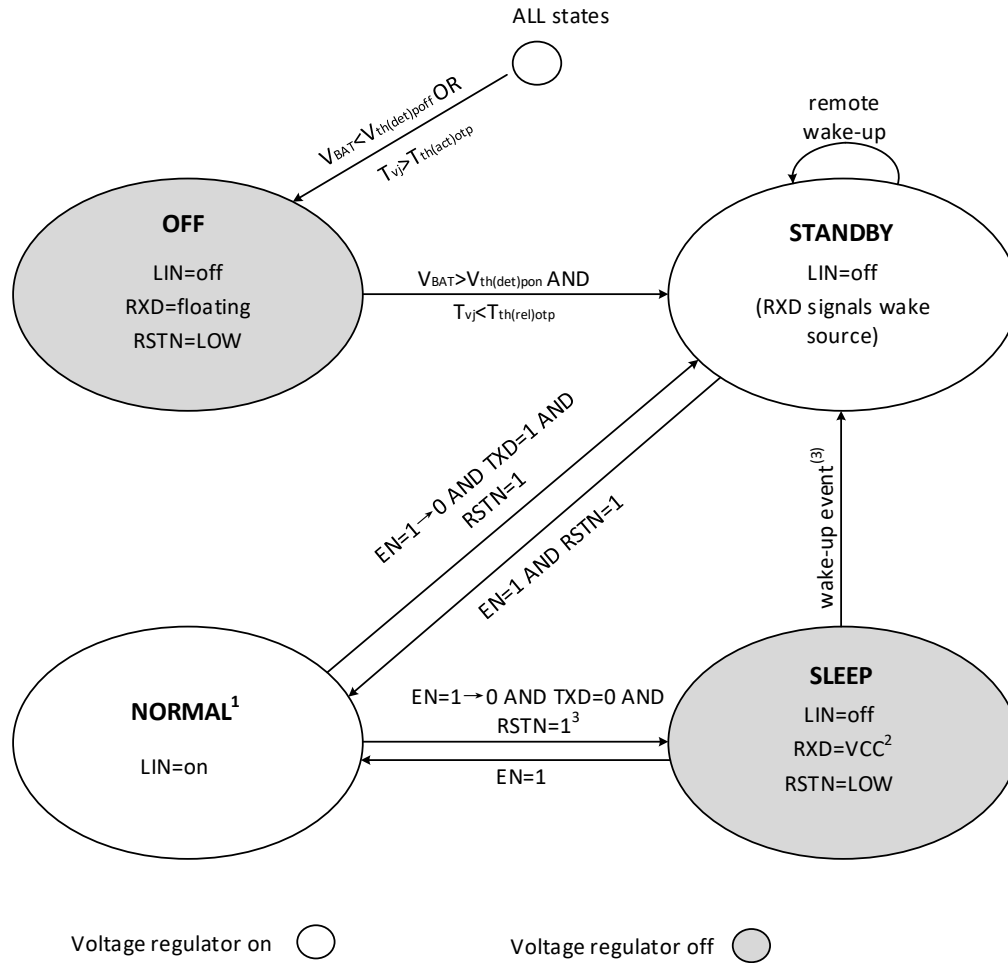 ALL states
V_BAT<V_th(det)poff OR
T_vj>T_th(act)otp
remote
wake-up
OFF
LIN=off
RXD=floating
RSTN=LOW
V_BAT>V_th(det)pon AND
T_vj<T_th(rel)otp
STANDBY
LIN=off
(RXD signals wake
source)
EN=1→0 AND TXD=1 AND
RSTN=1
EN=1 AND RSTN=1
wake-up event⁽³⁾
NORMAL¹
LIN=on
EN=1→0 AND TXD=0 AND
RSTN=1³
EN=1
SLEEP
LIN=off
RXD=VCC²
RSTN=LOW
Voltage regulator on
Voltage regulator off